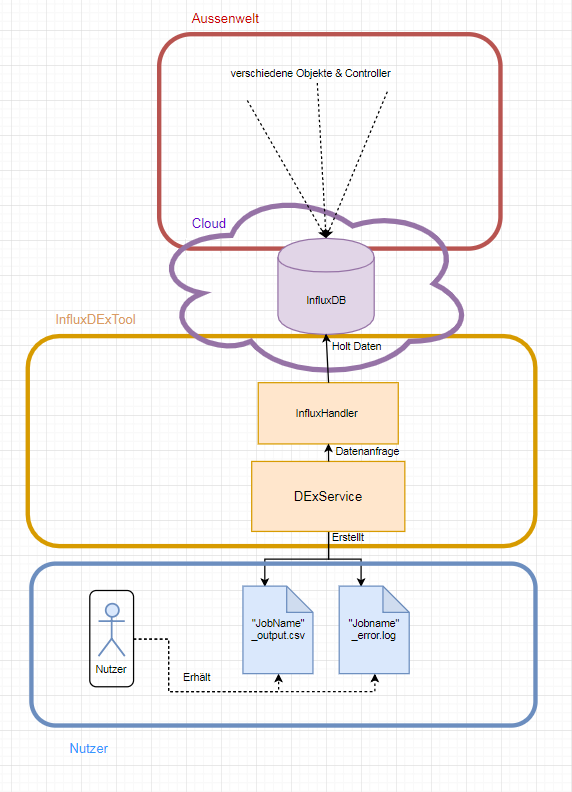 Aussenwelt
verschiedene Objekte & Controller
Cloud
InfluxDB
InfluxDExTool
Holt Daten
InfluxHandler
Datenanfrage
DExService
Erstellt
"JobName"
_output.csv
"Jobname"
_error.log
Nutzer
Erhält
Nutzer